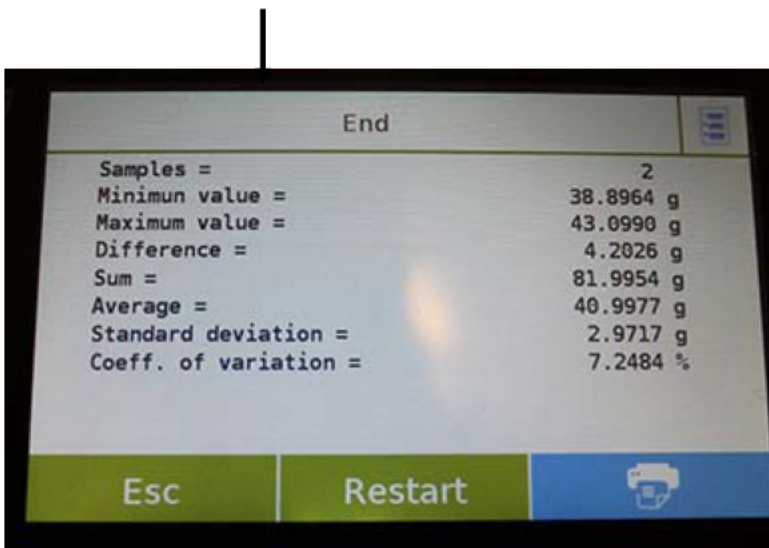 End
Samples = 2
Minimun value = 38.8964 g
Maximum value = 43.0990 g
Difference = 4.2026 g
Sum = 81.9954 g
Average = 40.9977 g
Standard deviation = 2.9717 g
Coeff. of variation = 7.2484 %
Esc Restart